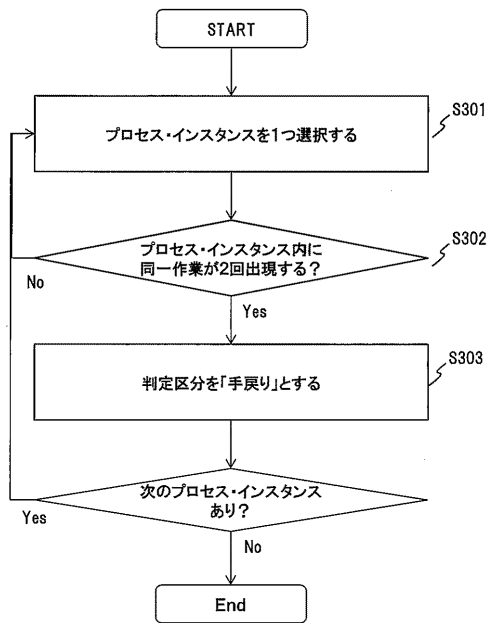 START
プロセス・インスタンスを1つ選択する
S301
プロセス・インスタンス内に
同一作業が2回出現する？
S302
No
Yes
判定区分を「手戻り」とする
S303
次のプロセス・インスタンス
あり？
Yes
No
End